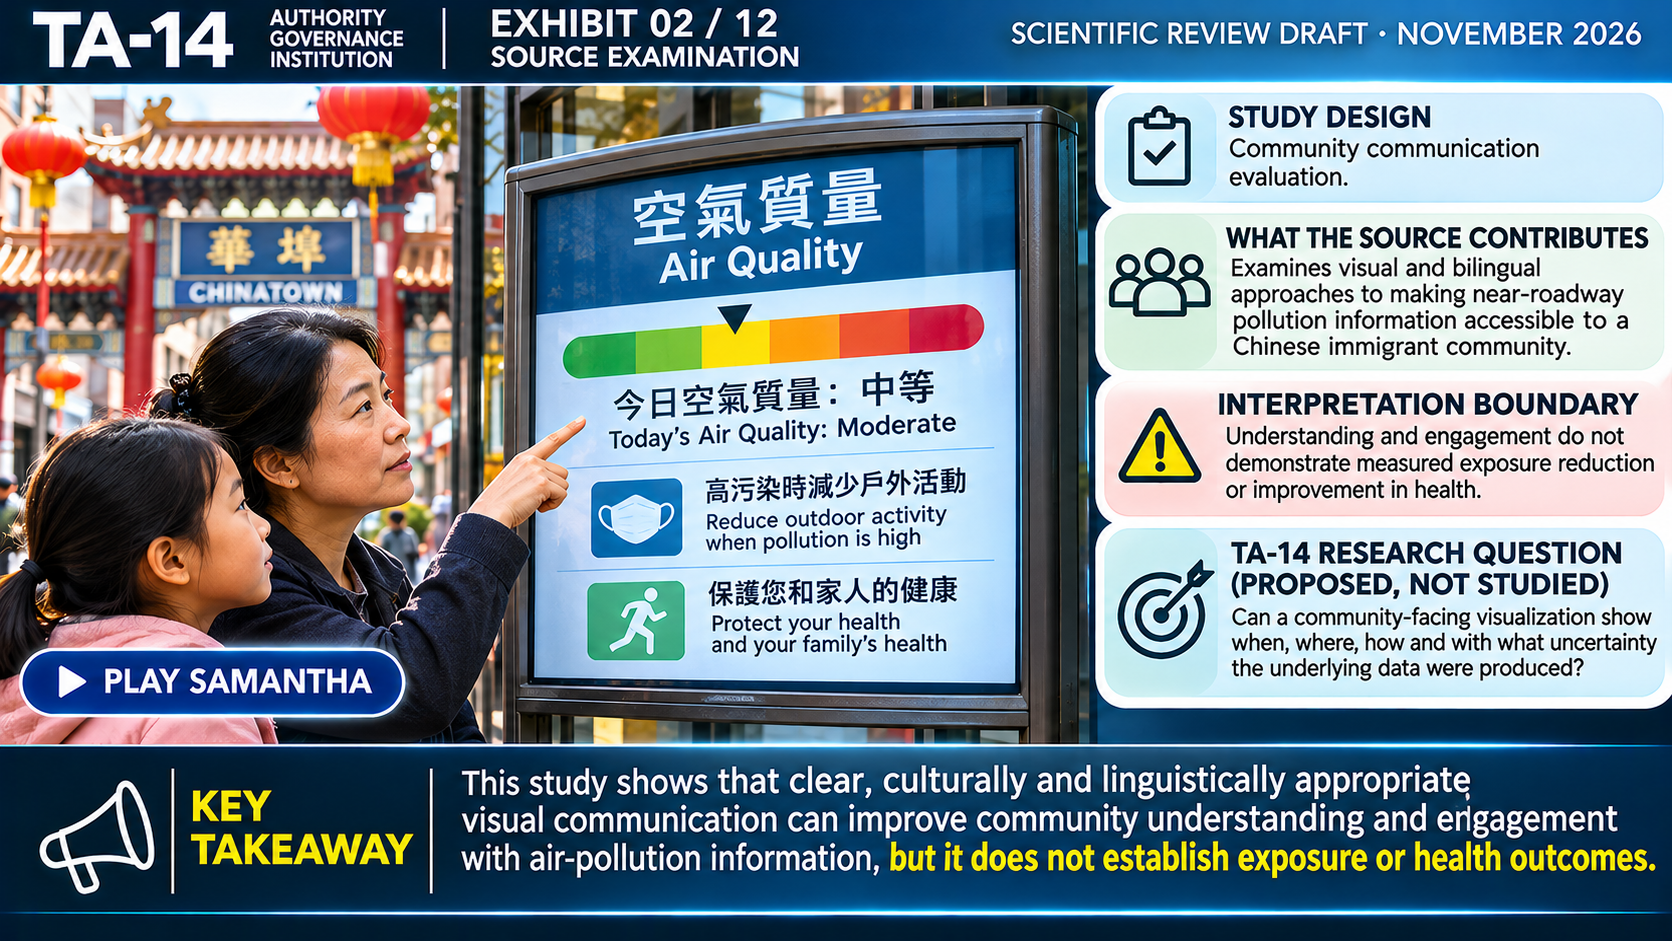 TA-14
AUTHORITY
GOVERNANCE
INSTITUTION
EXHIBIT 02 / 12
SOURCE EXAMINATION
SCIENTIFIC REVIEW DRAFT · NOVEMBER 2026
華埠
CHINATOWN
空氣質量
Air Quality
今日空氣質量：中等
Today's Air Quality: Moderate
高污染時減少戶外活動
Reduce outdoor activity
when pollution is high
保護您和家人的健康
Protect your health
and your family's health
PLAY SAMANTHA
STUDY DESIGN
Community communication
evaluation.
WHAT THE SOURCE CONTRIBUTES
Examines visual and bilingual
approaches to making near-roadway
pollution information accessible to a
Chinese immigrant community.
INTERPRETATION BOUNDARY
Understanding and engagement do not
demonstrate measured exposure reduction
or improvement in health.
TA-14 RESEARCH QUESTION
(PROPOSED, NOT STUDIED)
Can a community-facing visualization show
when, where, how and with what uncertainty
the underlying data were produced?
KEY
TAKEAWAY
This study shows that clear, culturally and linguistically appropriate
visual communication can improve community understanding and engagement
with air-pollution information, but it does not establish exposure or health outcomes.